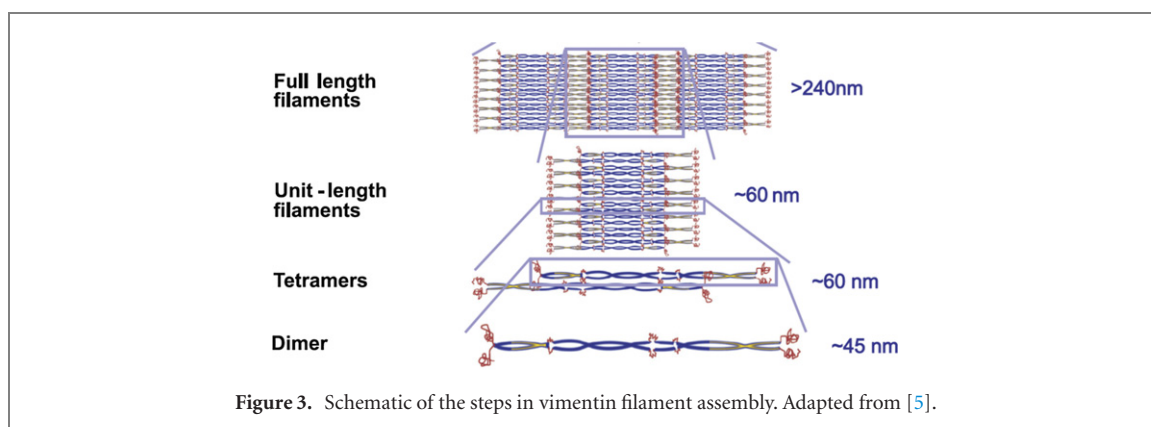 Full length
filaments
>240nm
Unit-length
filaments
~60 nm
Tetramers
~60 nm
Dimer
~45 nm
Figure 3. Schematic of the steps in vimentin filament assembly. Adapted from [5].